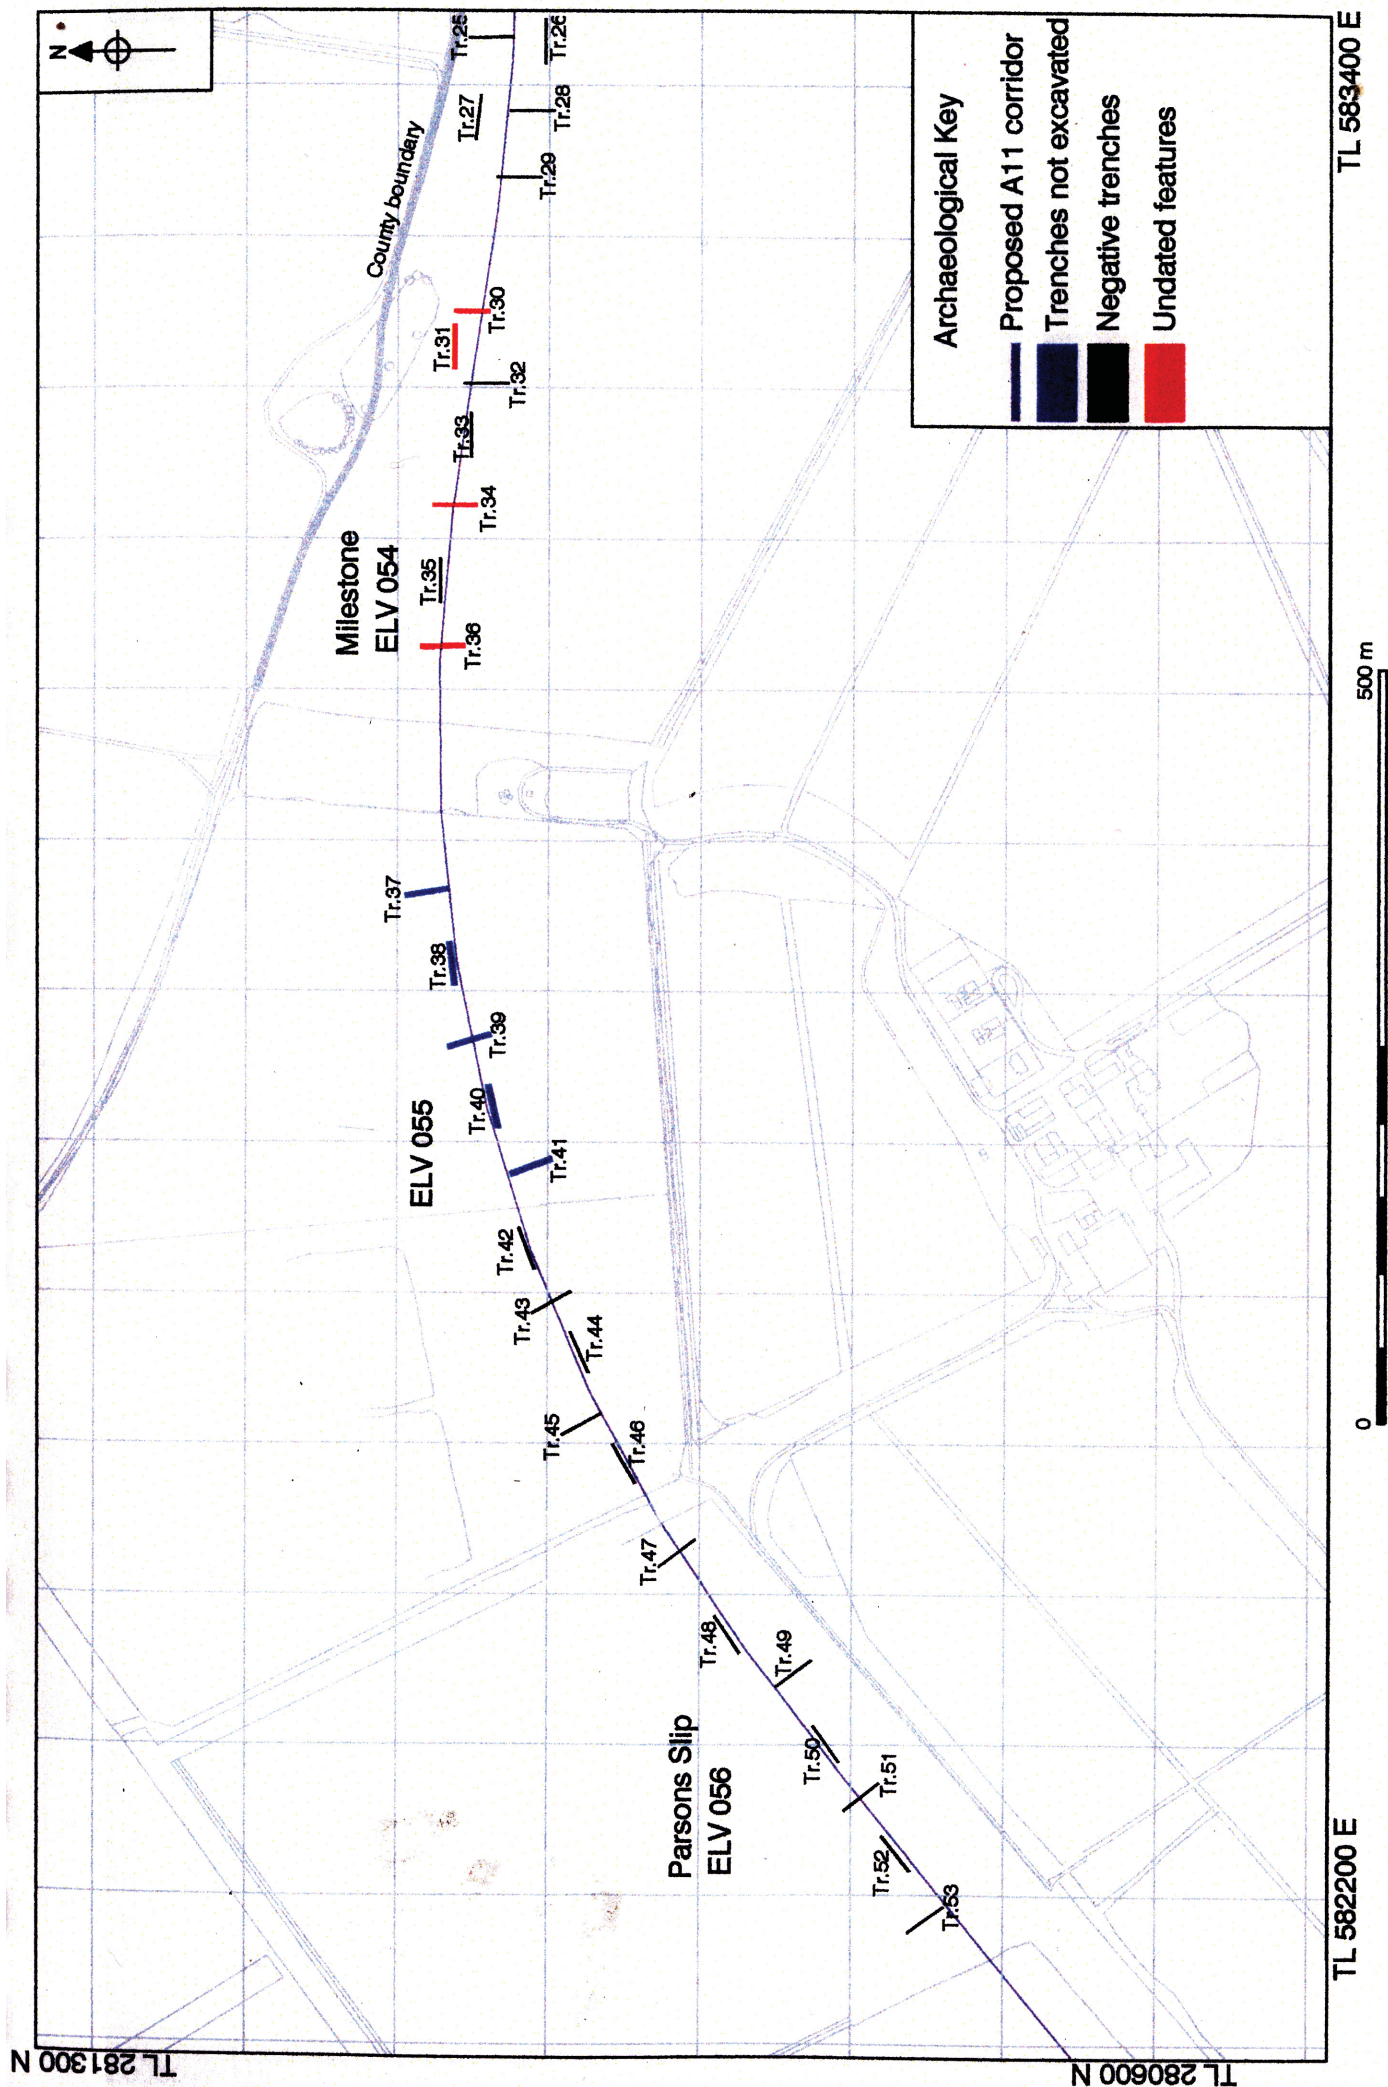 N
TL 281300 N
TL 280600 N
TL 582200 E
TL 583400 E
County boundary
Milestone
ELV 054
ELV 055
Parsons Slip
ELV 056
Tr.25
Tr.26
Tr.27
Tr.28
Tr.29
Tr.30
Tr.31
Tr.32
Tr.33
Tr.34
Tr.35
Tr.36
Tr.37
Tr.38
Tr.39
Tr.40
Tr.41
Tr.42
Tr.43
Tr.44
Tr.45
Tr.46
Tr.47
Tr.48
Tr.49
Tr.50
Tr.51
Tr.52
Tr.53
Archaeological Key
Proposed A11 corridor
Trenches not excavated
Negative trenches
Undated features
0
500 m